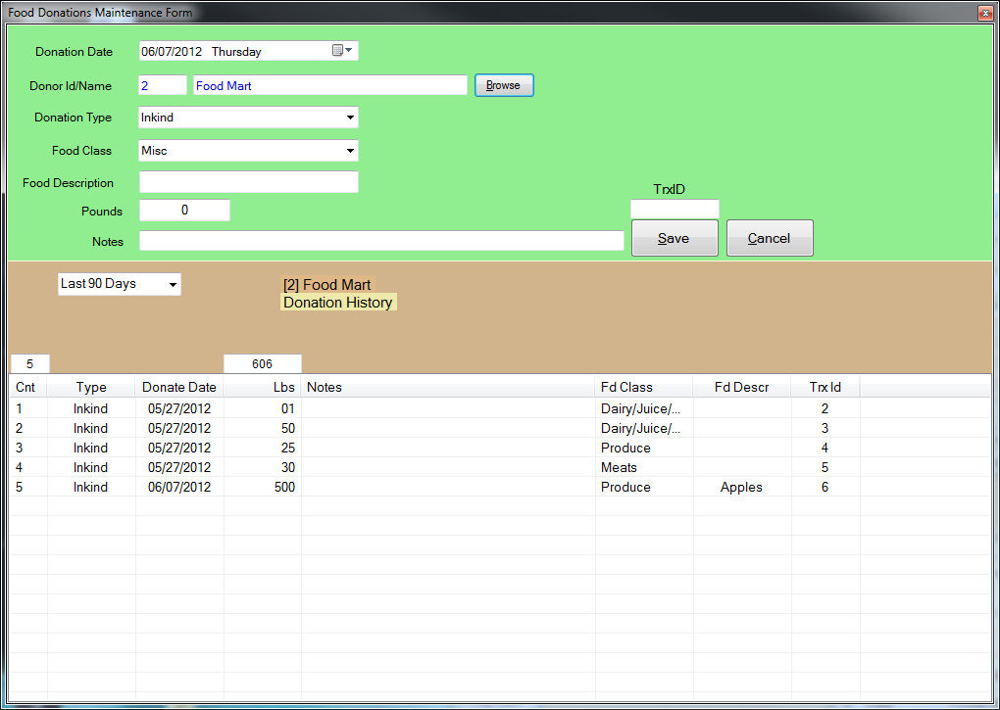 Food Donations Maintenance Form
Donation Date 06/07/2012 Thursday
Donor Id/Name 2 Food Mart Browse
Donation Type Inkind
Food Class Misc
Food Description
TrxID
Pounds 0
Notes
Save Cancel
Last 90 Days
[2] Food Mart
Donation History
5 606
Cnt Type Donate Date Lbs Notes Fd Class Fd Descr Trx Id
1 Inkind 05/27/2012 01 Dairy/Juice/... 2
2 Inkind 05/27/2012 50 Dairy/Juice/... 3
3 Inkind 05/27/2012 25 Produce 4
4 Inkind 05/27/2012 30 Meats 5
5 Inkind 06/07/2012 500 Produce Apples 6